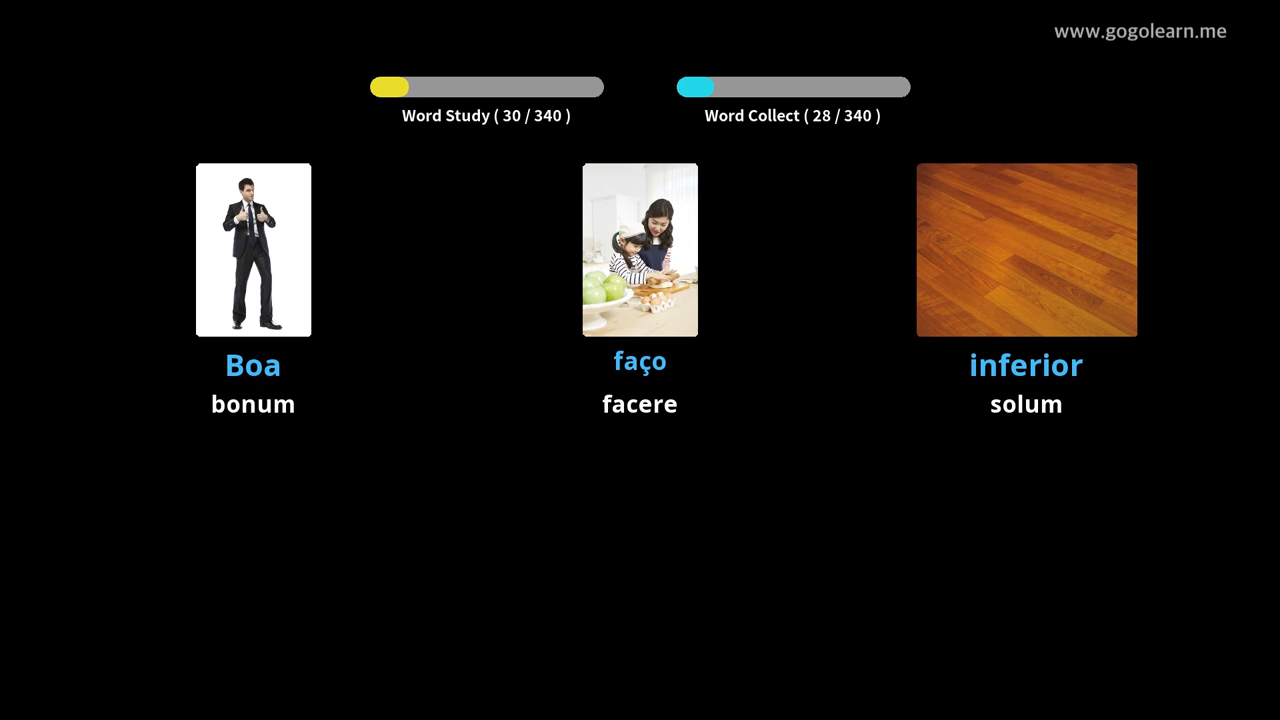 www.gogolearn.me
Word Study ( 30 / 340 )
Word Collect ( 28 / 340 )
Boa
bonum
faço
facere
inferior
solum